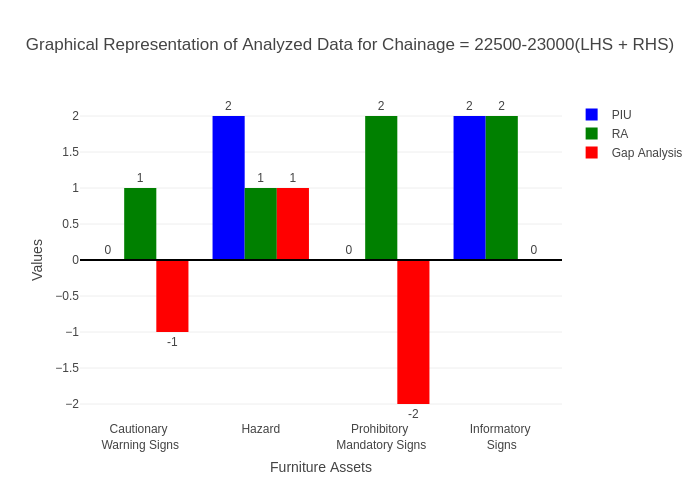 Graphical Representation of Analyzed Data for Chainage = 22500-23000(LHS + RHS)
PIU
RA
Gap Analysis
Values
2
1.5
1
0.5
0
−0.5
−1
−1.5
−2
0
1
-1
2
1
1
0
2
-2
2
2
0
Cautionary
Warning Signs
Hazard
Prohibitory
Mandatory Signs
Informatory
Signs
Furniture Assets